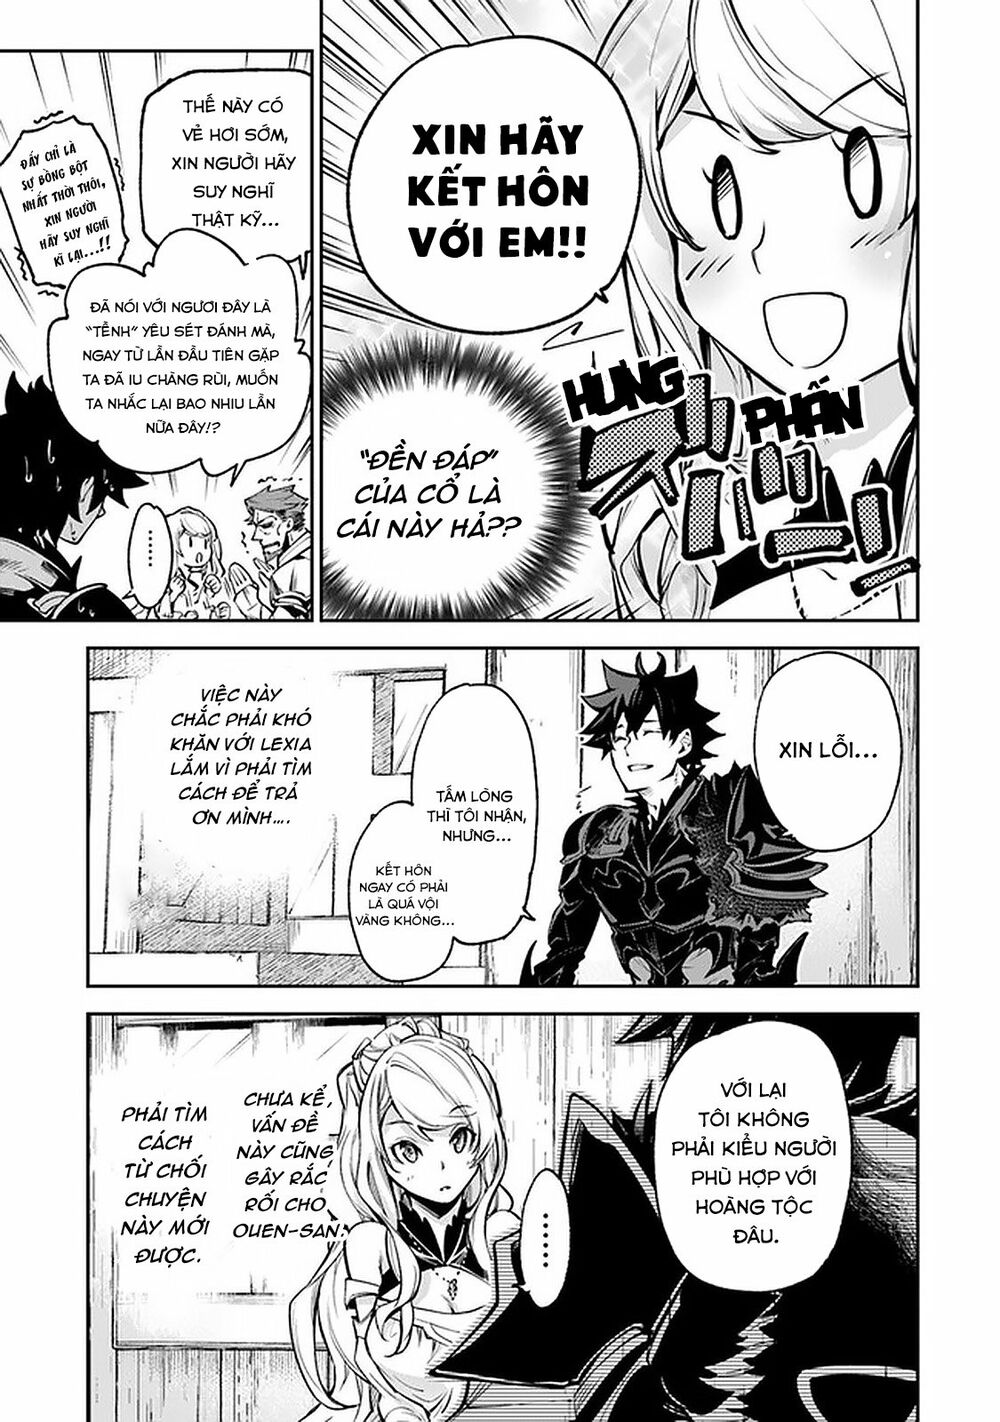 XIN HÃY
KẾT HÔN
VỚI EM!!
HƯNG
PHẤN
"ĐỀN ĐÁP"
CỦA CỔ LÀ
CÁI NÀY HẢ??
THẾ NÀY CÓ
VẺ HƠI SỚM,
XIN NGƯỜI HÃY
SUY NGHĨ
THẬT KỸ...
ĐẤY CHỈ LÀ
SỰ BỒNG BỘT
NHẤT THỜI THÔI,
XIN NGƯỜI
HÃY SUY NGHĨ
KĨ LẠI...!!
ĐÃ NÓI VỚI NGƯƠI ĐÂY LÀ
"TỀNH" YÊU SÉT ĐÁNH MÀ,
NGAY TỪ LẦN ĐẦU TIÊN GẶP
TA ĐÃ IU CHÀNG RÙI, MUỐN
TA NHẮC LẠI BAO NHIU LẦN
NỮA ĐÂY!?
......
XIN LỖI...
TẤM LÒNG
THÌ TÔI NHẬN,
NHƯNG...
KẾT HÔN
NGAY CÓ PHẢI
LÀ QUÁ VỘI
VÀNG KHÔNG...
VIỆC NÀY
CHẮC PHẢI KHÓ
KHĂN VỚI LEXIA
LẮM VÌ PHẢI TÌM
CÁCH ĐỂ TRẢ
ƠN MÌNH....
VỚI LẠI
TÔI KHÔNG
PHẢI KIỂU NGƯỜI
PHÙ HỢP VỚI
HOÀNG TỘC
ĐÂU.
......
CHƯA KỂ,
VẤN ĐỀ
NÀY CŨNG
GÂY RẮC
RỐI CHO
OUEN-SAN.
PHẢI TÌM
CÁCH
TỪ CHỐI
CHUYỆN
NÀY MỚI
ĐƯỢC.